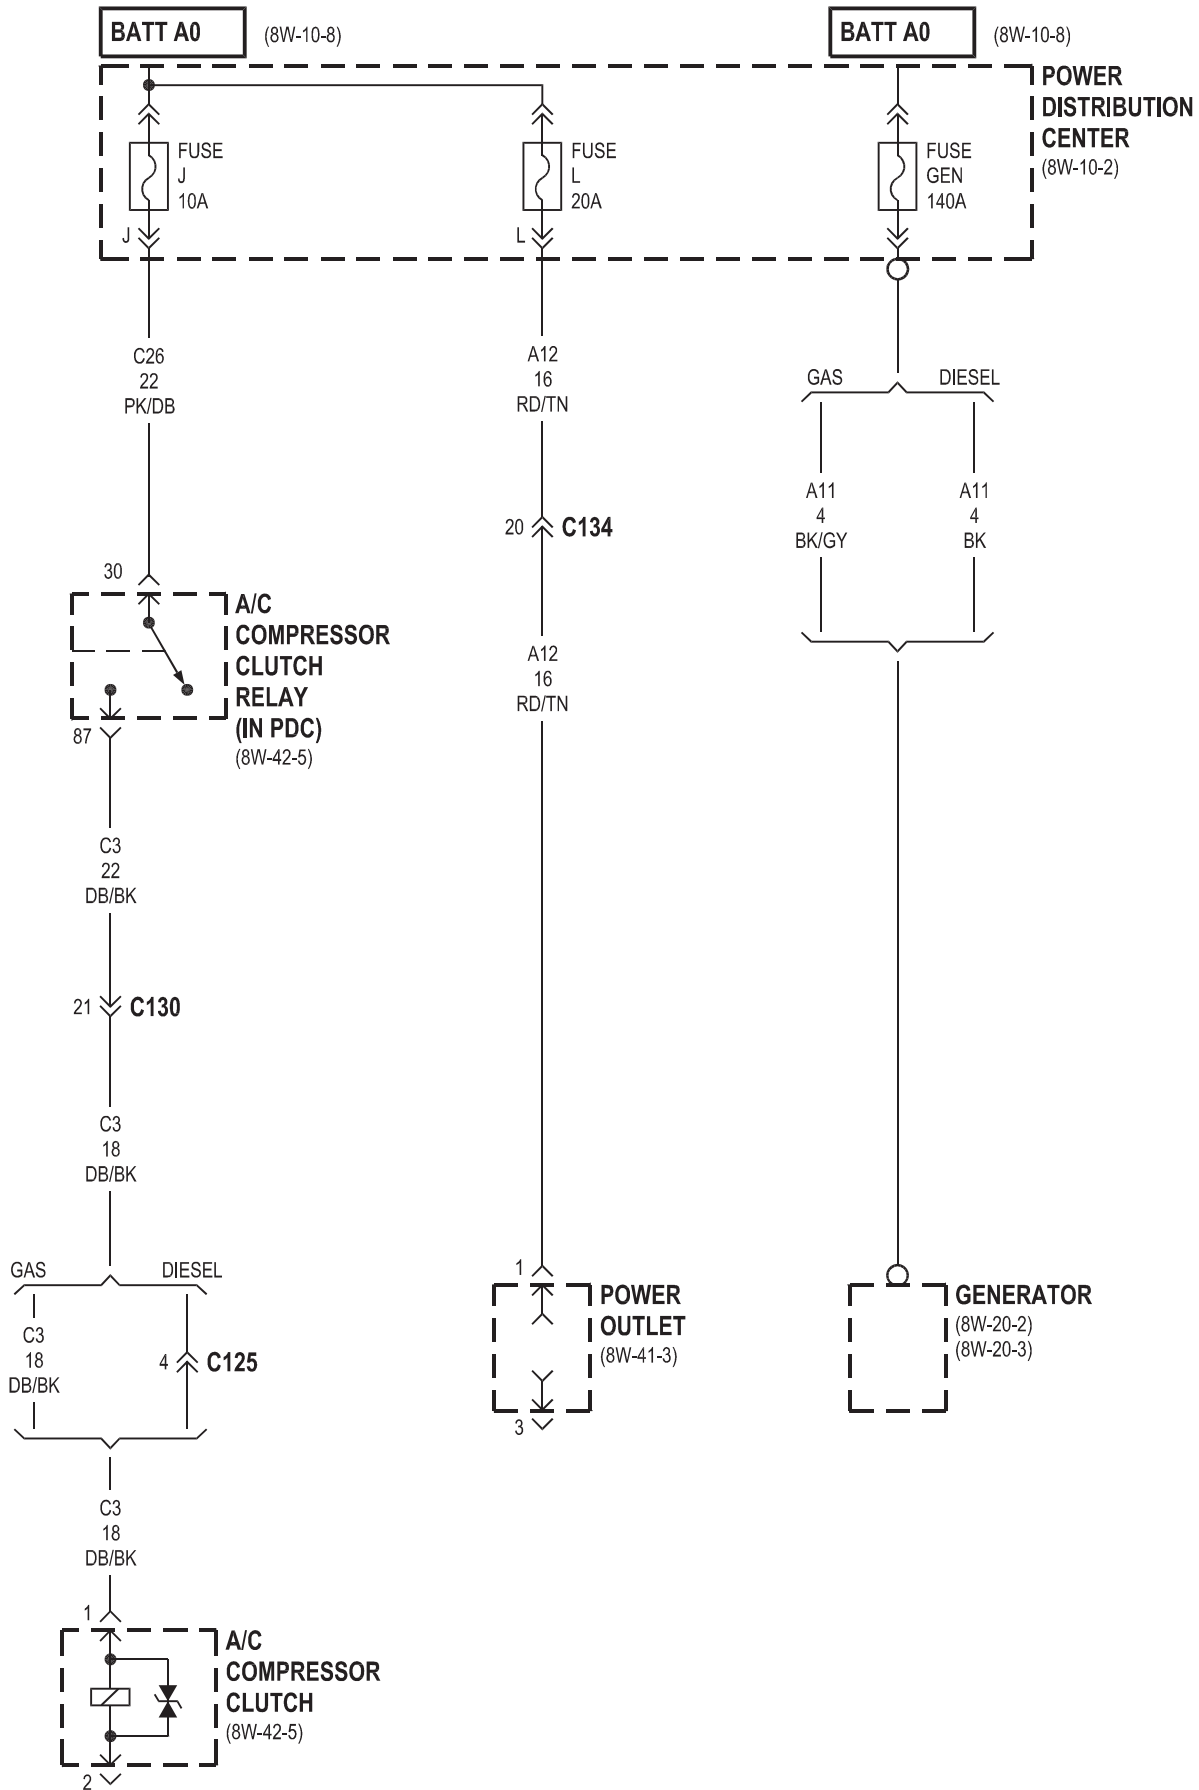 BATT A0 (8W-10-8)
BATT A0 (8W-10-8)
POWER
DISTRIBUTION
CENTER
(8W-10-2)
FUSE
J
10A
J
FUSE
L
20A
L
FUSE
GEN
140A
C26
22
PK/DB
A12
16
RD/TN
GAS
DIESEL
A11
4
BK/GY
A11
4
BK
20 C134
30
A/C
COMPRESSOR
CLUTCH
RELAY
(IN PDC)
(8W-42-5)
87
A12
16
RD/TN
C3
22
DB/BK
21 C130
C3
18
DB/BK
GAS
DIESEL
C3
18
DB/BK
4 C125
1
POWER
OUTLET
(8W-41-3)
3
GENERATOR
(8W-20-2)
(8W-20-3)
C3
18
DB/BK
1
A/C
COMPRESSOR
CLUTCH
(8W-42-5)
2